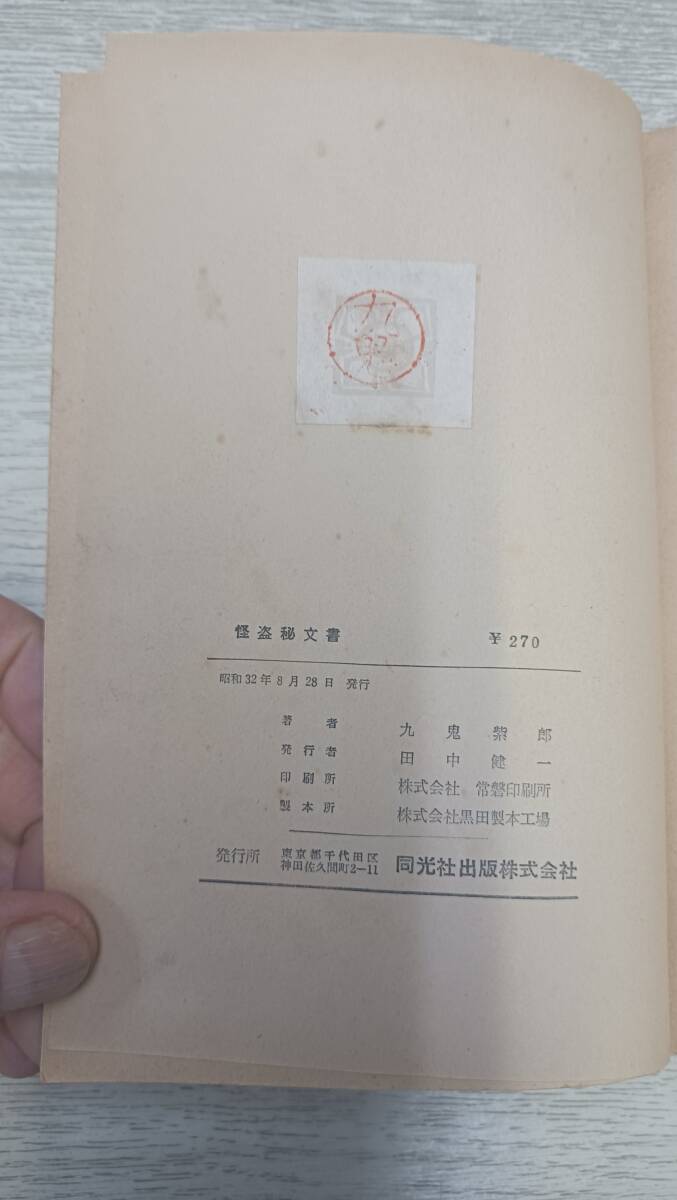 怪盗秘文書 ¥270
昭和32年8月28日 発行
著者 九鬼紫郎
発行者 田中健一
印刷所 株式会社 常磐印刷所
製本所 株式会社黒田製本工場
発行所 東京都千代田区
神田佐久間町2−11 同光社出版株式会社